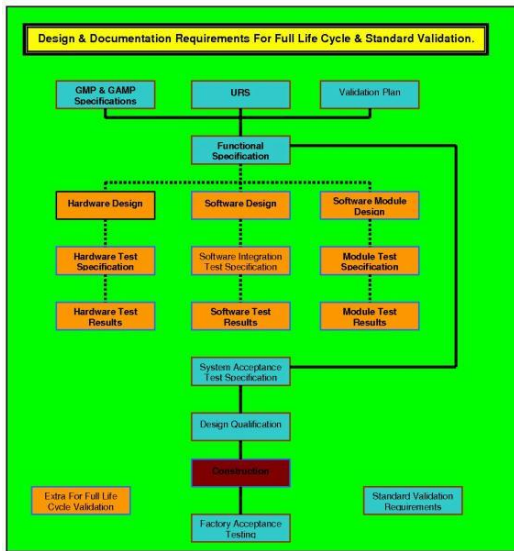 Design & Documentation Requirements For Full Life Cycle & Standard Validation.
GMP & GAMP
Specifications
URS
Validation Plan
Functional
Specification
Hardware Design
Software Design
Software Module
Design
Hardware Test
Specification
Software Integration
Test Specification
Module Test
Specification
Hardware Test
Results
Software Test
Results
Module Test
Results
System Acceptance
Test Specification
Design Qualification
Construction
Extra For Full Life
Cycle Validation
Standard Validation
Requirements
Factory Acceptance
Testing